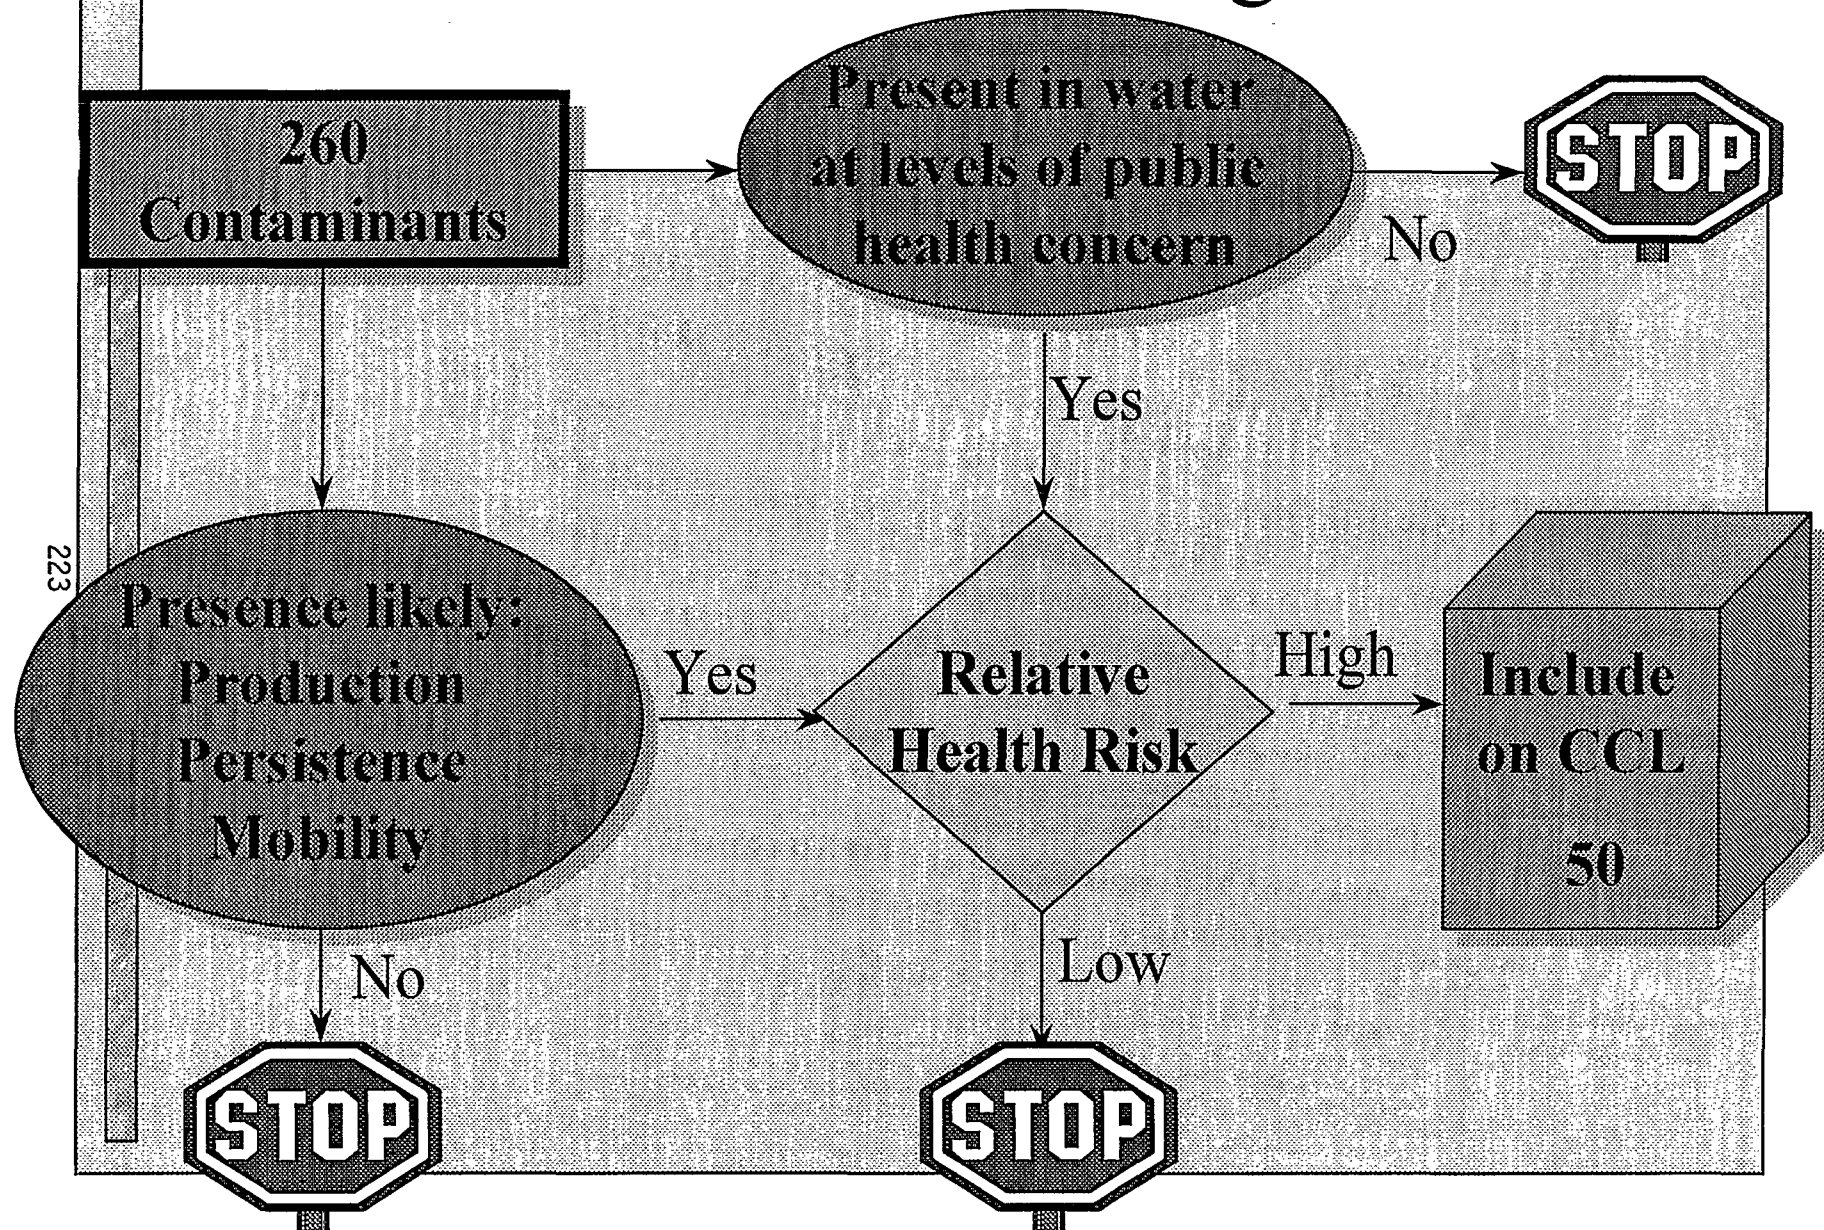 260
Contaminants
Present in water
at levels of public
health concern
No
STOP
Yes
223
Presence likely:
Production
Persistence
Mobility
Yes
Relative
Health Risk
High
Include
on CCL
50
No
Low
STOP
STOP